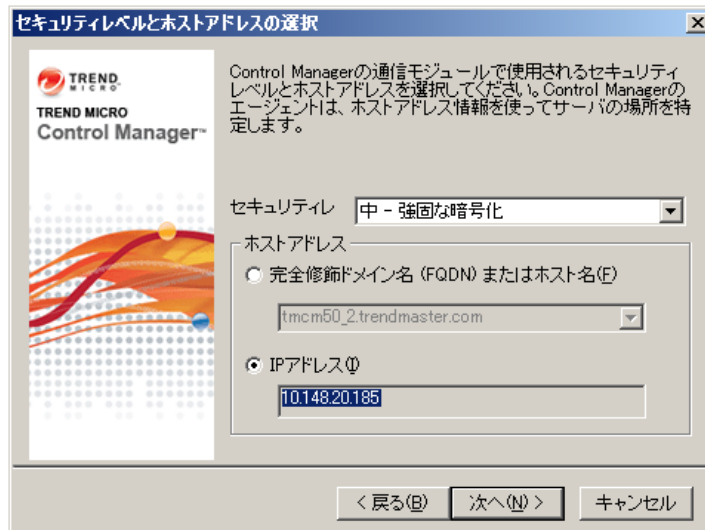 セキュリティレベルとホストアドレスの選択
TREND
MICRO
TREND MICRO
Control Manager™
Control Managerの通信モジュールで使用されるセキュリティ
レベルとホストアドレスを選択してください。Control Managerの
エージェントは、ホストアドレス情報を使ってサーバの場所を特
定します。
セキュリティレ
中 - 強固な暗号化
ホストアドレス
完全修飾ドメイン名 (FQDN) またはホスト名(F)
tmcm50_2.trendmaster.com
IPアドレス(I)
10.148.20.185
< 戻る(B)
次へ(N) >
キャンセル